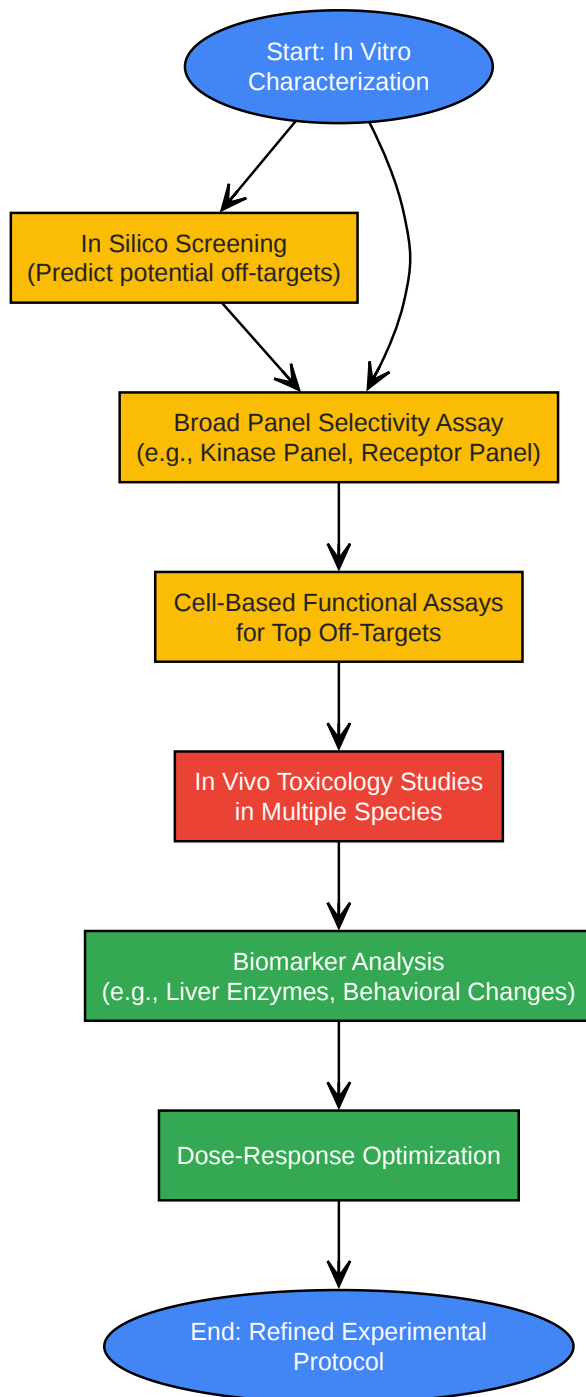 Start: In Vitro
Characterization
In Silico Screening
(Predict potential off-targets)
Broad Panel Selectivity Assay
(e.g., Kinase Panel, Receptor Panel)
Cell-Based Functional Assays
for Top Off-Targets
In Vivo Toxicology Studies
in Multiple Species
Biomarker Analysis
(e.g., Liver Enzymes, Behavioral Changes)
Dose-Response Optimization
End: Refined Experimental
Protocol